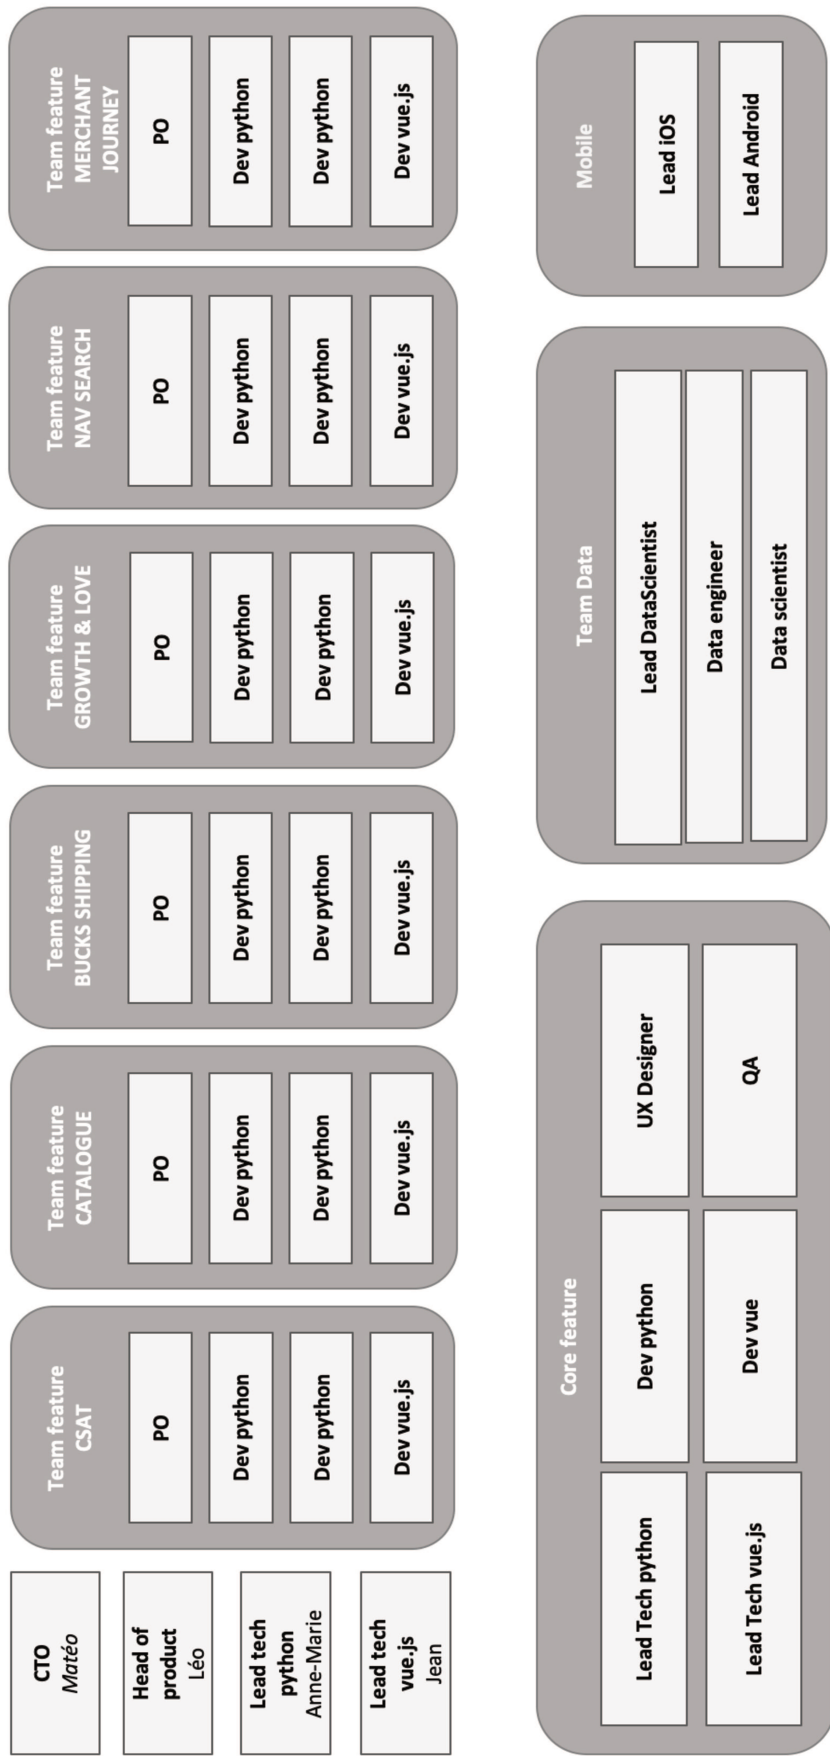 CTO
Matéo
Head of
product
Léo
Lead tech
python
Anne-Marie
Lead tech
vue.js
Jean
Team feature
CSAT
PO
Dev python
Dev python
Dev vue.js
Team feature
CATALOGUE
PO
Dev python
Dev python
Dev vue.js
Team feature
BUCKS SHIPPING
PO
Dev python
Dev python
Dev vue.js
Team feature
GROWTH & LOVE
PO
Dev python
Dev python
Dev vue.js
Team feature
NAV SEARCH
PO
Dev python
Dev python
Dev vue.js
Team feature
MERCHANT
JOURNEY
PO
Dev python
Dev python
Dev vue.js
Core feature
Lead Tech python
Dev python
UX Designer
Lead Tech vue.js
Dev vue
QA
Team Data
Lead DataScientist
Data engineer
Data scientist
Mobile
Lead iOS
Lead Android